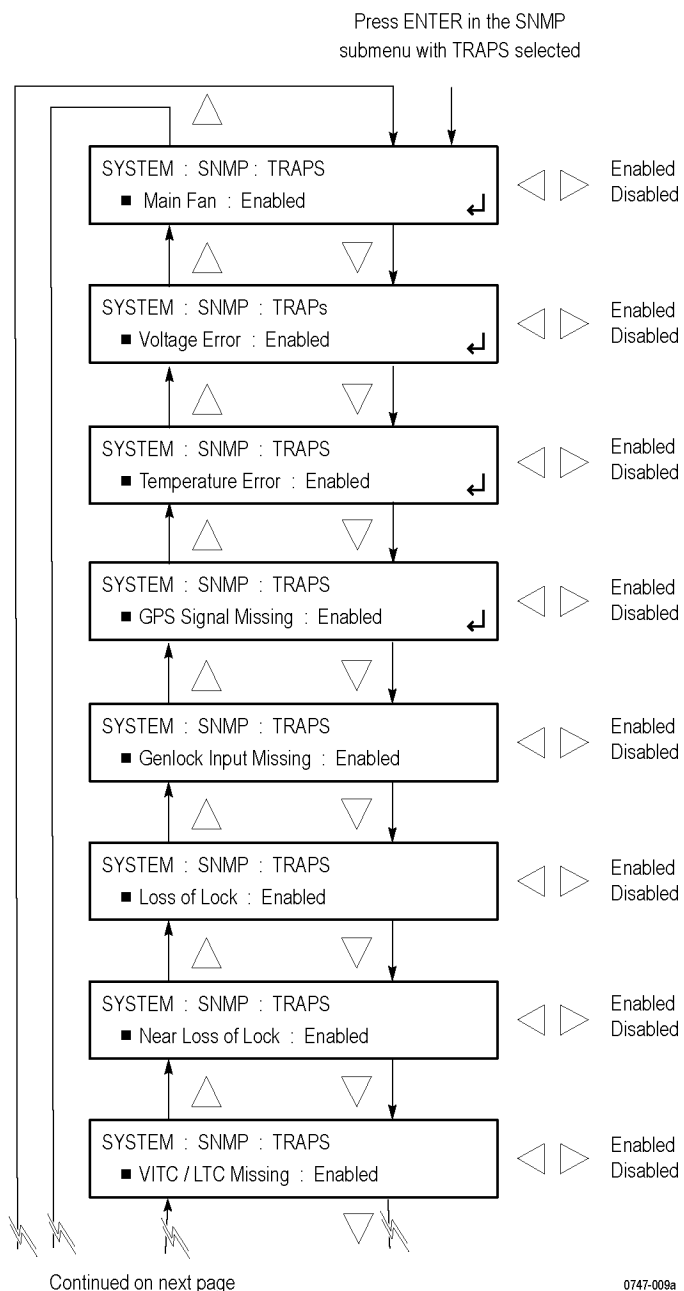 Press ENTER in the SNMP
submenu with TRAPS selected
SYSTEM : SNMP : TRAPS
■ Main Fan : Enabled
Enabled
Disabled
SYSTEM : SNMP : TRAPs
■ Voltage Error : Enabled
Enabled
Disabled
SYSTEM : SNMP : TRAPS
■ Temperature Error : Enabled
Enabled
Disabled
SYSTEM : SNMP : TRAPS
■ GPS Signal Missing : Enabled
Enabled
Disabled
SYSTEM : SNMP : TRAPS
■ Genlock Input Missing : Enabled
Enabled
Disabled
SYSTEM : SNMP : TRAPS
■ Loss of Lock : Enabled
Enabled
Disabled
SYSTEM : SNMP : TRAPS
■ Near Loss of Lock : Enabled
Enabled
Disabled
SYSTEM : SNMP : TRAPS
■ VITC / LTC Missing : Enabled
Enabled
Disabled
Continued on next page
0747-009a